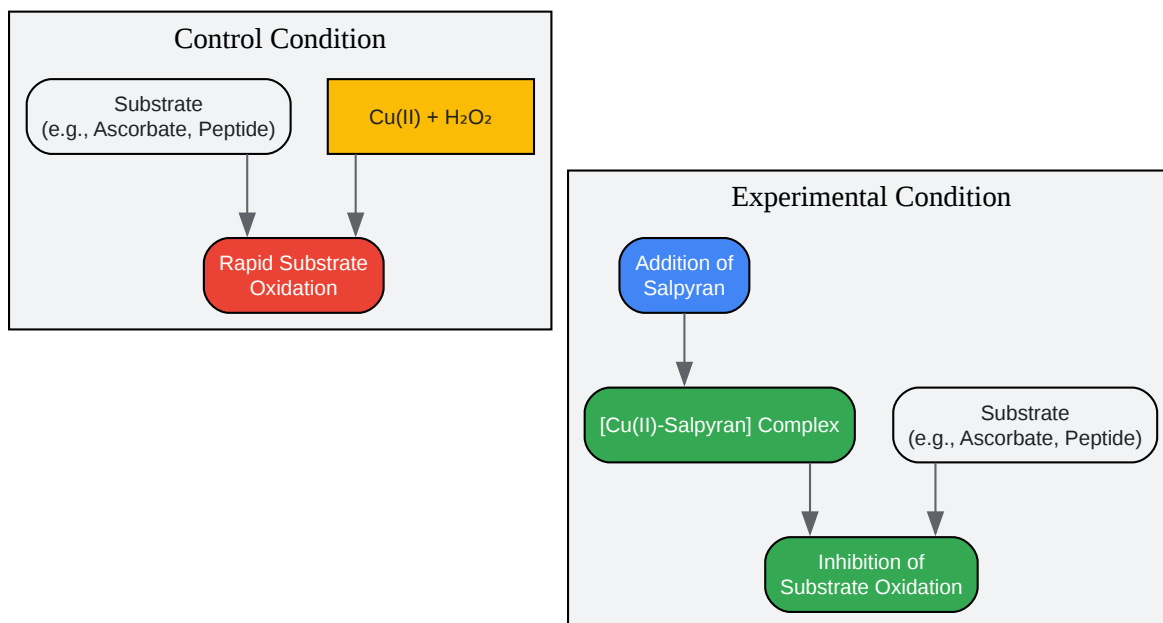 Control Condition
Substrate
(e.g., Ascorbate, Peptide)
Cu(II) + H₂O₂
Rapid Substrate
Oxidation
Experimental Condition
Addition of
Salpyran
[Cu(II)-Salpyran] Complex
Substrate
(e.g., Ascorbate, Peptide)
Inhibition of
Substrate Oxidation